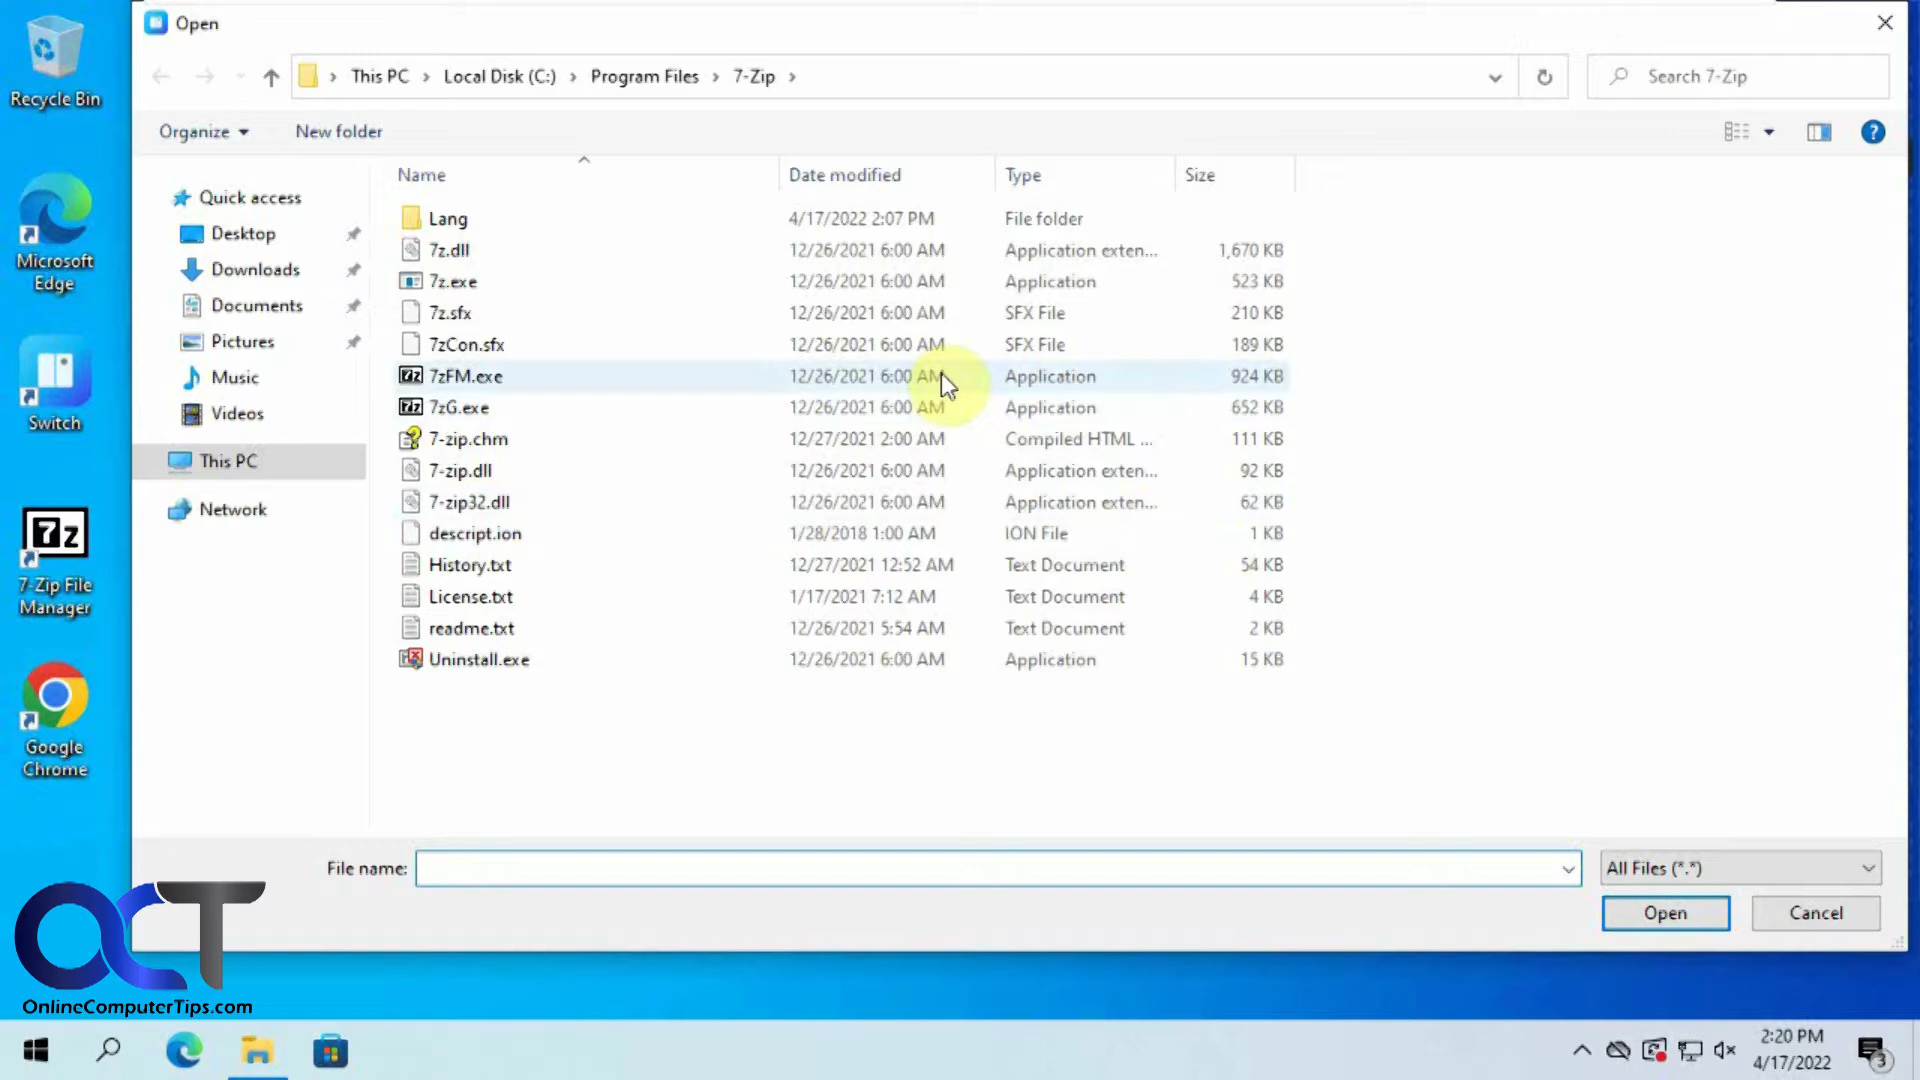 Open
This PC › Local Disk (C:) › Program Files › 7-Zip ›
Search 7-Zip
Organize
New folder
Name
Date modified
Type
Size
Quick access
Desktop
Downloads
Documents
Pictures
Music
Videos
This PC
Network
Lang 4/17/2022 2:07 PM File folder
7z.dll 12/26/2021 6:00 AM Application exten... 1,670 KB
7z.exe 12/26/2021 6:00 AM Application 523 KB
7z.sfx 12/26/2021 6:00 AM SFX File 210 KB
7zCon.sfx 12/26/2021 6:00 AM SFX File 189 KB
7zFM.exe 12/26/2021 6:00 AM Application 924 KB
7zG.exe 12/26/2021 6:00 AM Application 652 KB
7-zip.chm 12/27/2021 2:00 AM Compiled HTML ... 111 KB
7-zip.dll 12/26/2021 6:00 AM Application exten... 92 KB
7-zip32.dll 12/26/2021 6:00 AM Application exten... 62 KB
descript.ion 1/28/2018 1:00 AM ION File 1 KB
History.txt 12/27/2021 12:52 AM Text Document 54 KB
License.txt 1/17/2021 7:12 AM Text Document 4 KB
readme.txt 12/26/2021 5:54 AM Text Document 2 KB
Uninstall.exe 12/26/2021 6:00 AM Application 15 KB
File name:
All Files (*.*)
Open
Cancel
Recycle Bin
Microsoft
Edge
Switch
7z
7-Zip File
Manager
Google
Chrome
OCT
OnlineComputerTips.com
2:20 PM
4/17/2022
3